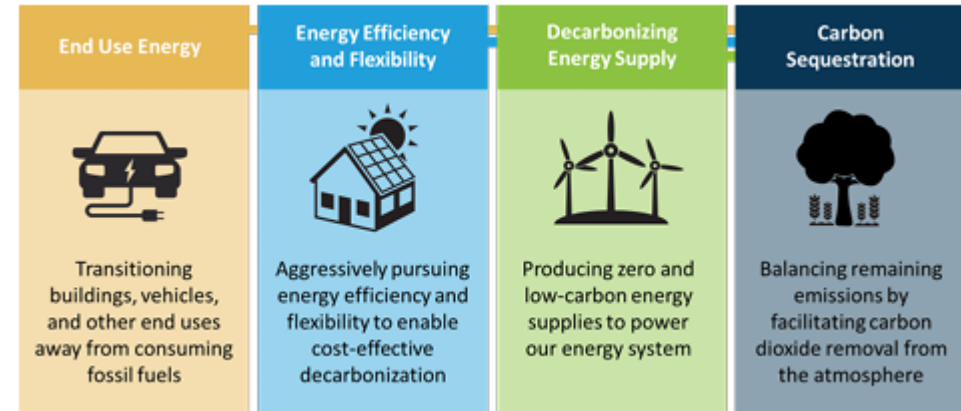 End Use Energy
Transitioning
buildings, vehicles,
and other end uses
away from consuming
fossil fuels
Energy Efficiency
and Flexibility
Aggressively pursuing
energy efficiency and
flexibility to enable
cost-effective
decarbonization
Decarbonizing
Energy Supply
Producing zero and
low-carbon energy
supplies to power
our energy system
Carbon
Sequestration
Balancing remaining
emissions by
facilitating carbon
dioxide removal from
the atmosphere